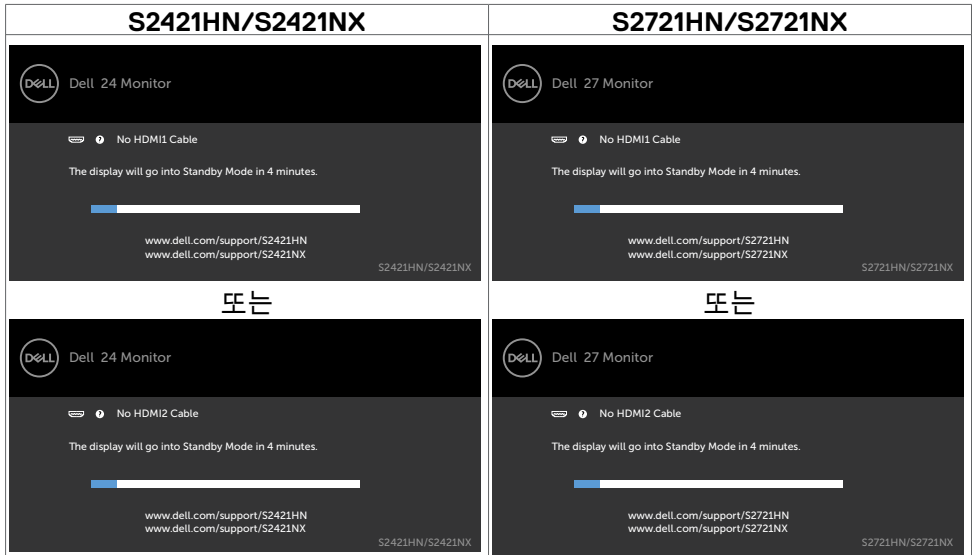 S2421HN/S2421NX
S2721HN/S2721NX
DELL Dell 24 Monitor
? No HDMI1 Cable
The display will go into Standby Mode in 4 minutes.
www.dell.com/support/S2421HN
www.dell.com/support/S2421NX
S2421HN/S2421NX
DELL Dell 27 Monitor
? No HDMI1 Cable
The display will go into Standby Mode in 4 minutes.
www.dell.com/support/S2721HN
www.dell.com/support/S2721NX
S2721HN/S2721NX
또는
또는
DELL Dell 24 Monitor
? No HDMI2 Cable
The display will go into Standby Mode in 4 minutes.
www.dell.com/support/S2421HN
www.dell.com/support/S2421NX
S2421HN/S2421NX
DELL Dell 27 Monitor
? No HDMI2 Cable
The display will go into Standby Mode in 4 minutes.
www.dell.com/support/S2721HN
www.dell.com/support/S2721NX
S2721HN/S2721NX